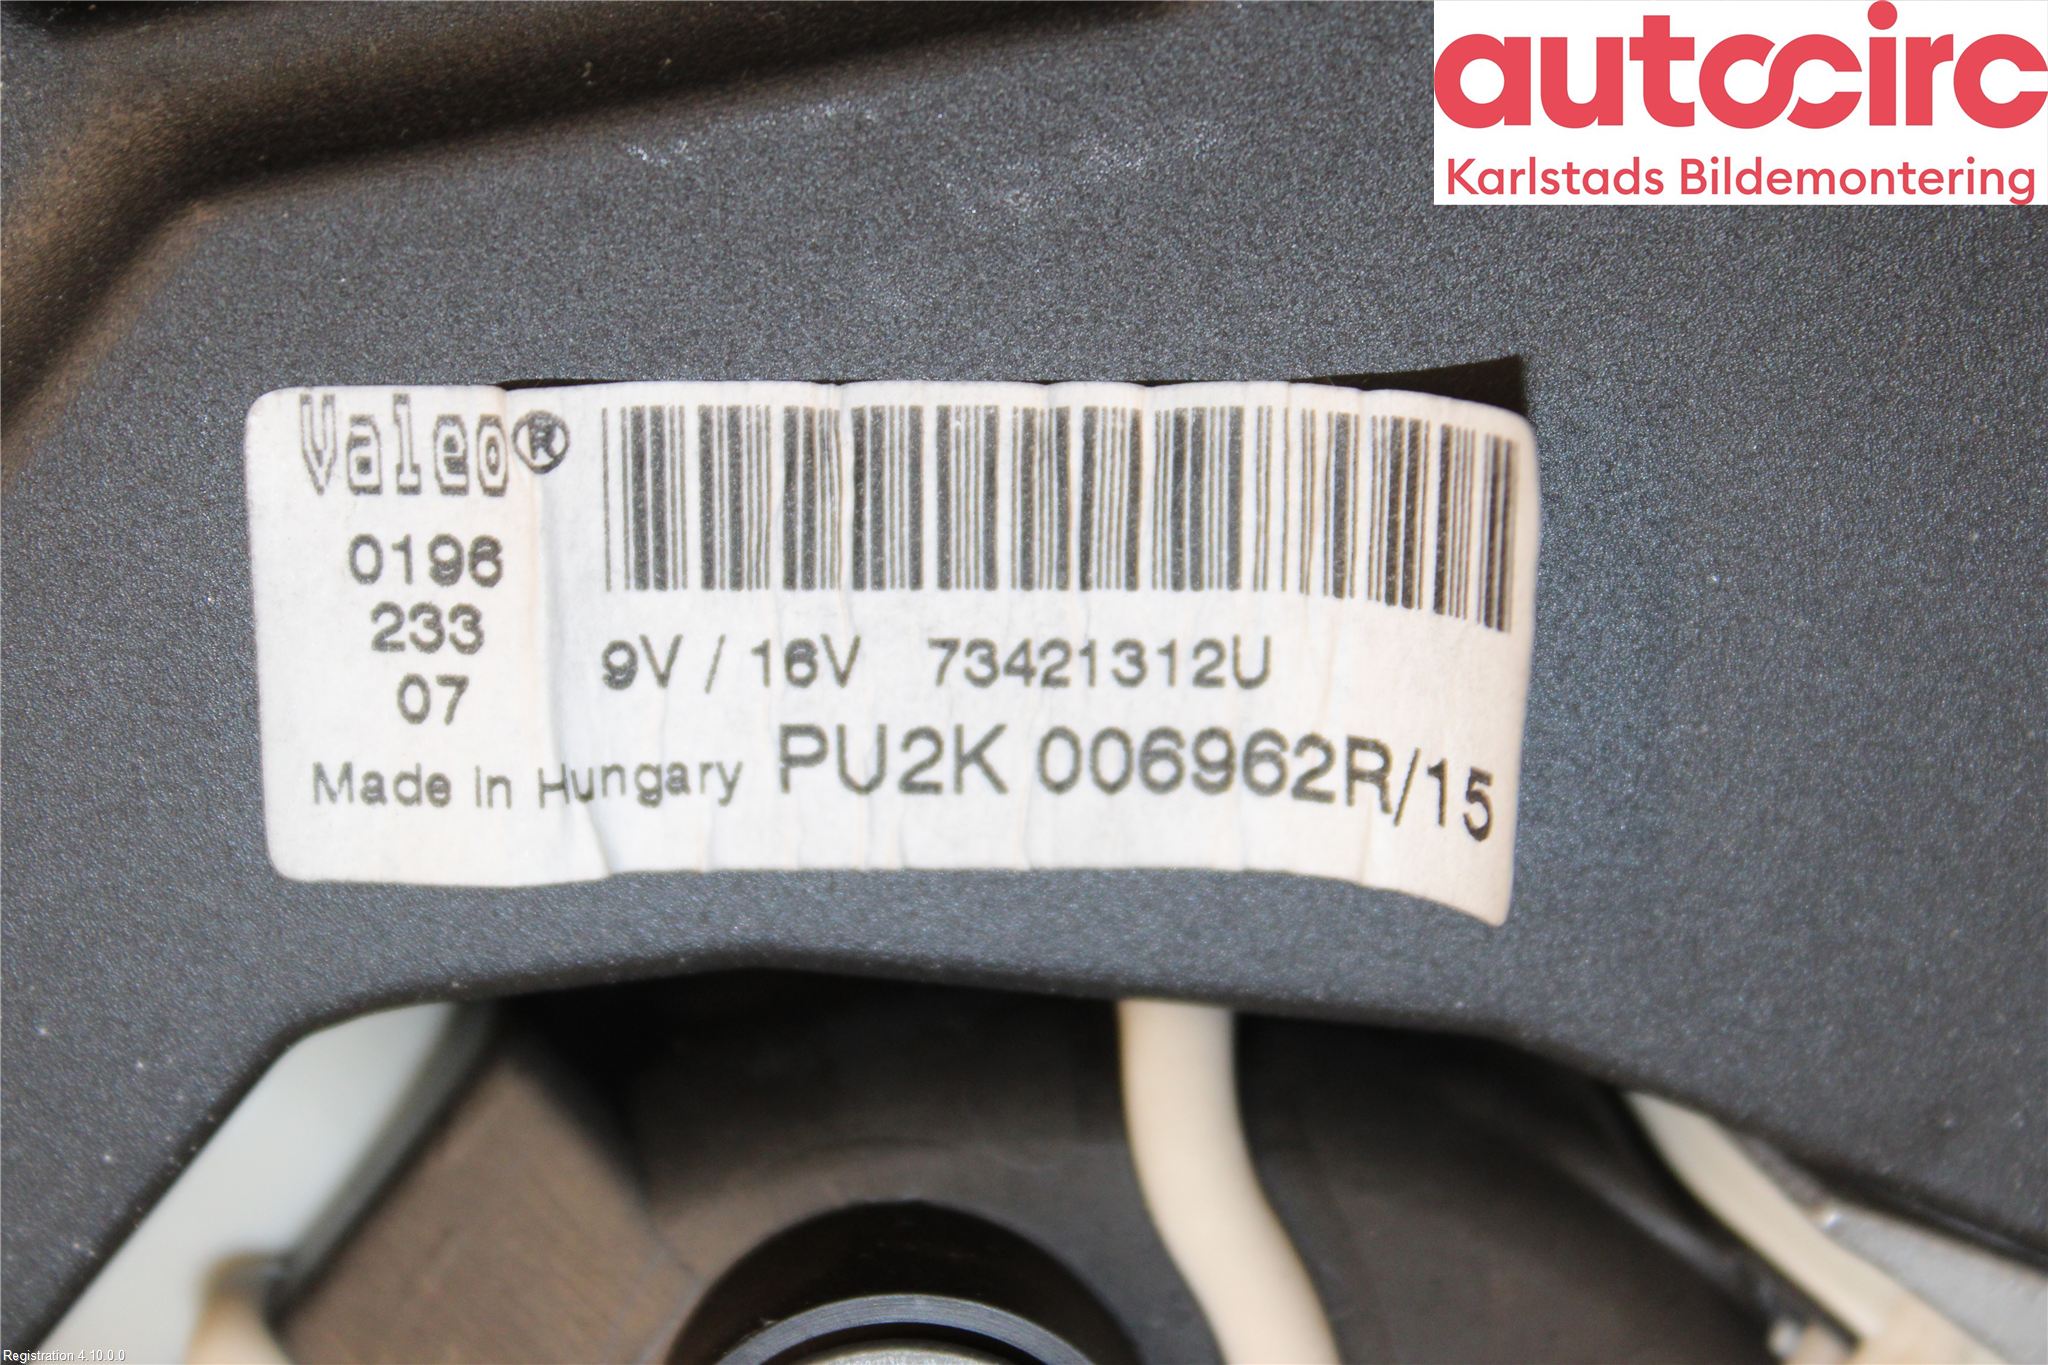 autocirc
Karlstads Bildemontering
Valeo®
0196
233
07
9V / 16V 73421312U
Made in Hungary PU2K 006962R/15
Registration 4.10.0.0